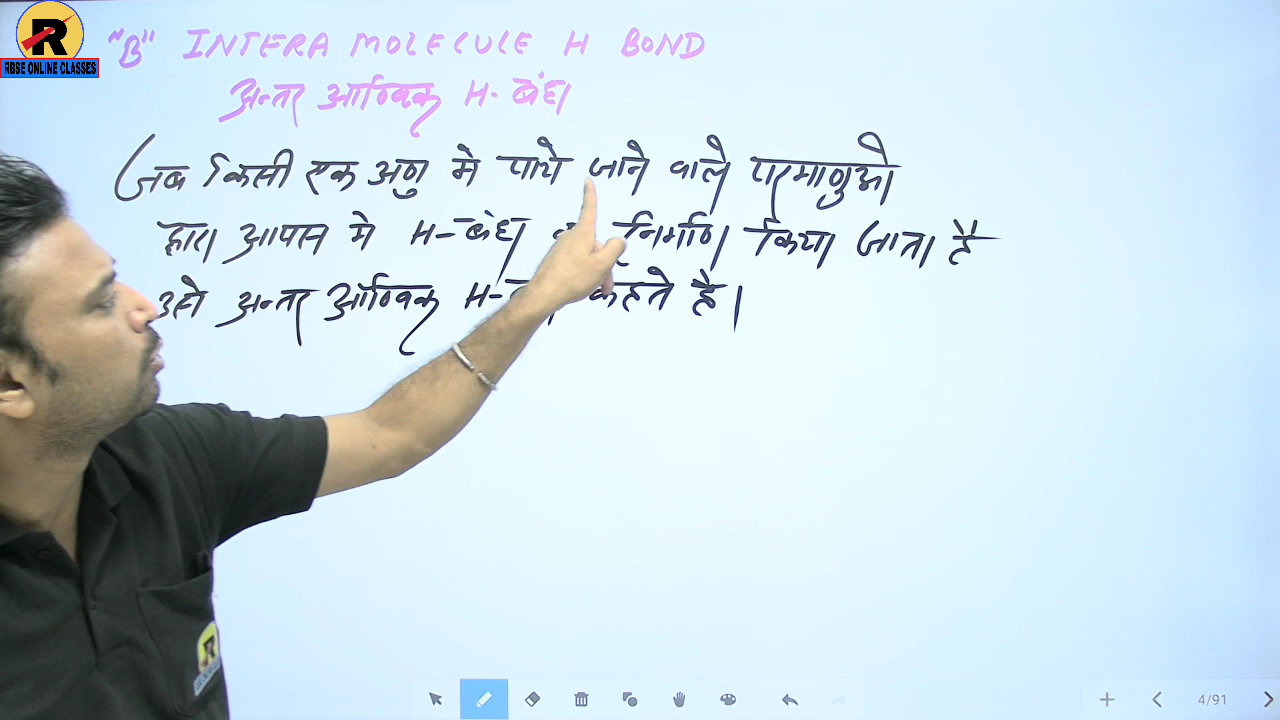 R
RBSE ONLINE CLASSES
"B" INTERA MOLECULE H BOND
अन्तर आण्विक H- बंध
जब किसी एक अणु मे पाये जाने वाले परमाणुओ
द्वारा आपस मे H-बंध निर्माण किया जाता है
उसे अन्तर आण्विक H- कहते है।
4/91